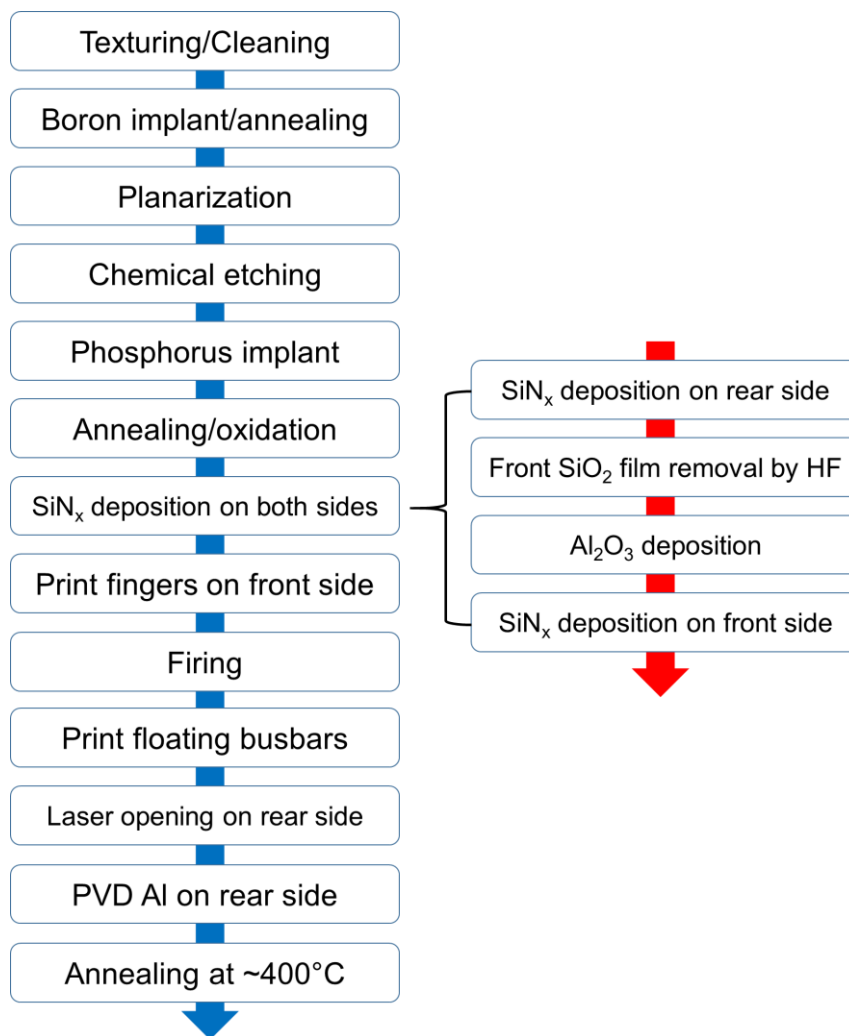 Texturing/Cleaning
Boron implant/annealing
Planarization
Chemical etching
Phosphorus implant
Annealing/oxidation
SiNₓ deposition on both sides
Print fingers on front side
Firing
Print floating busbars
Laser opening on rear side
PVD Al on rear side
Annealing at ~400°C
SiNₓ deposition on rear side
Front SiO₂ film removal by HF
Al₂O₃ deposition
SiNₓ deposition on front side